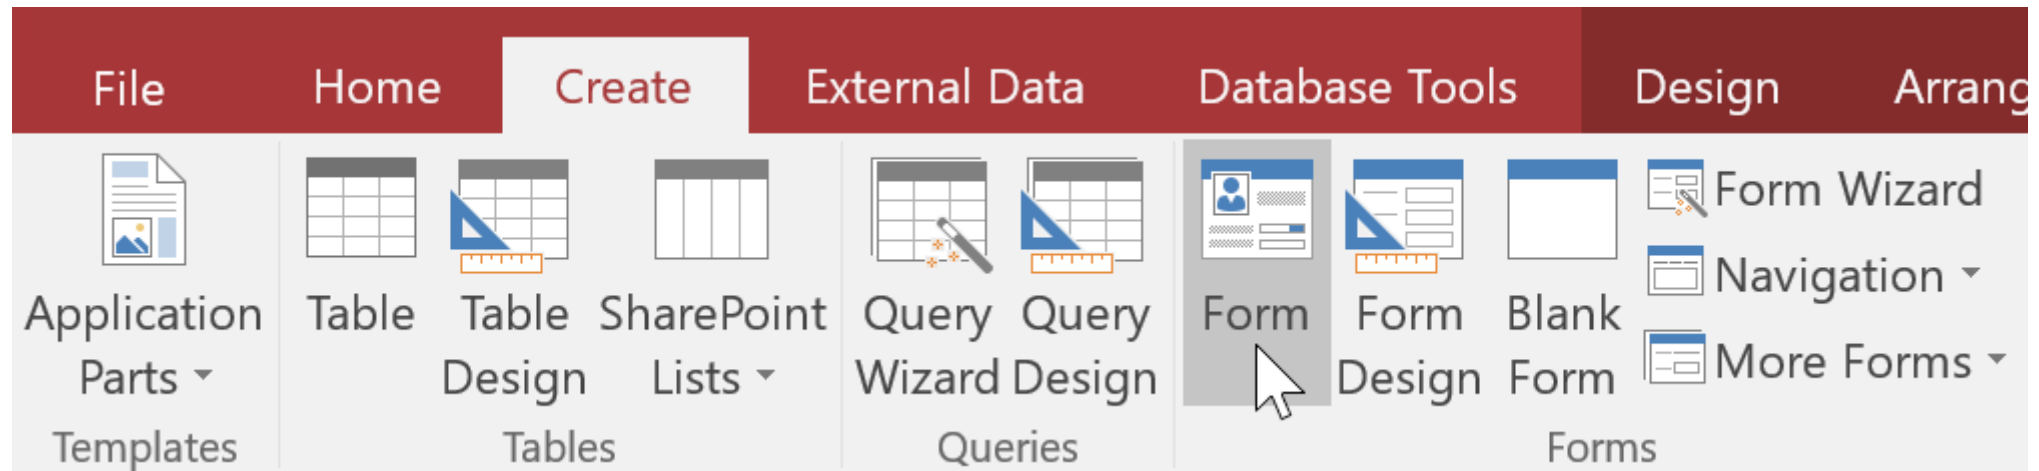 File Home Create External Data Database Tools Design Arrang
Application Parts
Templates
Table
Table Design
SharePoint Lists
Tables
Query Wizard
Query Design
Queries
Form
Form Design
Blank Form
Form Wizard
Navigation
More Forms
Forms